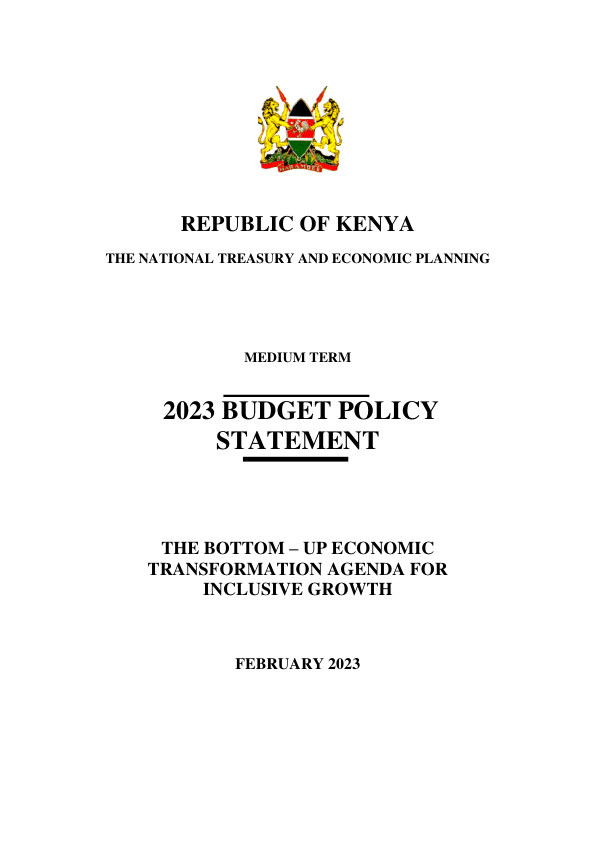 HARAMBEE
REPUBLIC OF KENYA
THE NATIONAL TREASURY AND ECONOMIC PLANNING
MEDIUM TERM
2023 BUDGET POLICY
STATEMENT
THE BOTTOM – UP ECONOMIC
TRANSFORMATION AGENDA FOR
INCLUSIVE GROWTH
FEBRUARY 2023